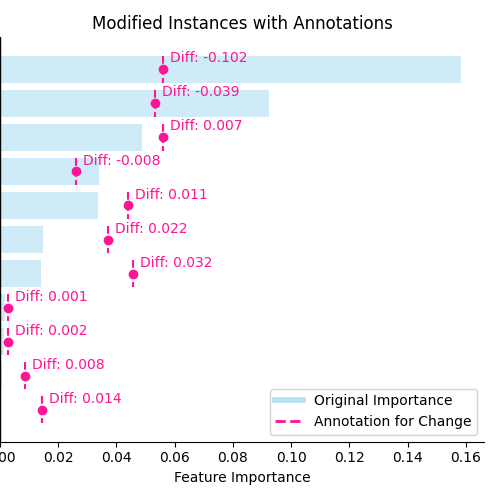 Modified Instances with Annotations
Diff: -0.102
Diff: -0.039
Diff: 0.007
Diff: -0.008
Diff: 0.011
Diff: 0.022
Diff: 0.032
Diff: 0.001
Diff: 0.002
Diff: 0.008
Diff: 0.014
Original Importance
Annotation for Change
00 0.02 0.04 0.06 0.08 0.10 0.12 0.14 0.16
Feature Importance